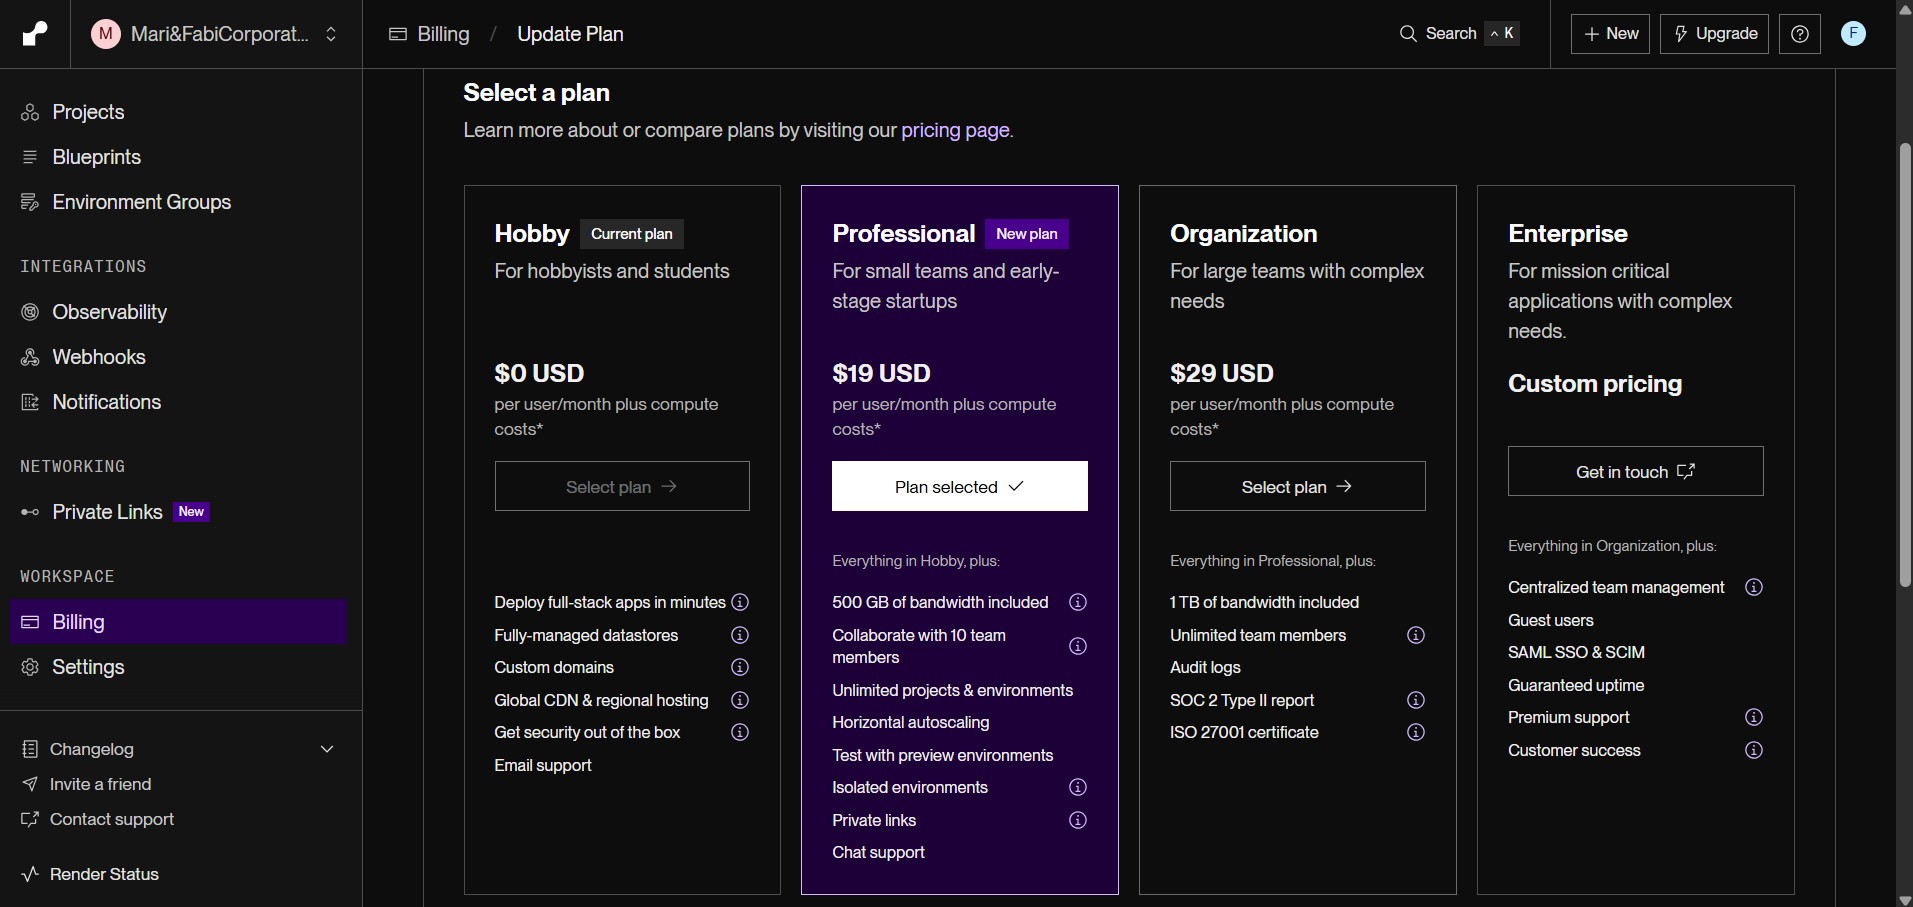 M
Mari&FabiCorporat...
Billing
/
Update Plan
Search
^ K
+ New
Upgrade
F
Projects
Blueprints
Environment Groups
INTEGRATIONS
Observability
Webhooks
Notifications
NETWORKING
Private Links New
WORKSPACE
Billing
Settings
Changelog
Invite a friend
Contact support
Render Status
Select a plan
Learn more about or compare plans by visiting our pricing page.
Hobby Current plan
For hobbyists and students
$0 USD
per user/month plus compute
costs*
Select plan →
Deploy full-stack apps in minutes
Fully-managed datastores
Custom domains
Global CDN & regional hosting
Get security out of the box
Email support
Professional New plan
For small teams and early-
stage startups
$19 USD
per user/month plus compute
costs*
Plan selected ✓
Everything in Hobby, plus:
500 GB of bandwidth included
Collaborate with 10 team
members
Unlimited projects & environments
Horizontal autoscaling
Test with preview environments
Isolated environments
Private links
Chat support
Organization
For large teams with complex
needs
$29 USD
per user/month plus compute
costs*
Select plan →
Everything in Professional, plus:
1 TB of bandwidth included
Unlimited team members
Audit logs
SOC 2 Type II report
ISO 27001 certificate
Enterprise
For mission critical
applications with complex
needs.
Custom pricing
Get in touch
Everything in Organization, plus:
Centralized team management
Guest users
SAML SSO & SCIM
Guaranteed uptime
Premium support
Customer success